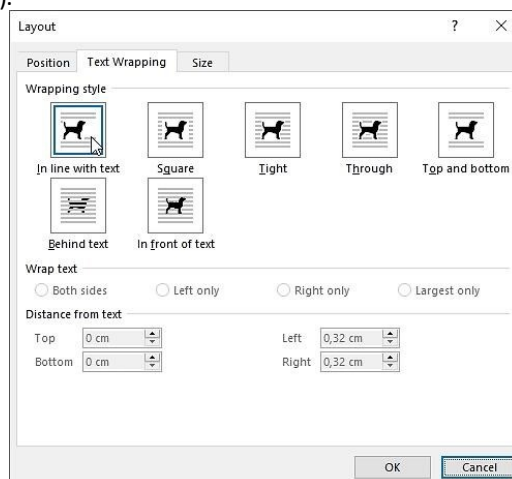 ).
Layout ? ×
Position Text Wrapping Size
Wrapping style
In line with text Square Tight Through Top and bottom
Behind text In front of text
Wrap text
Both sides Left only Right only Largest only
Distance from text
Top 0 cm Left 0,32 cm
Bottom 0 cm Right 0,32 cm
OK Cancel